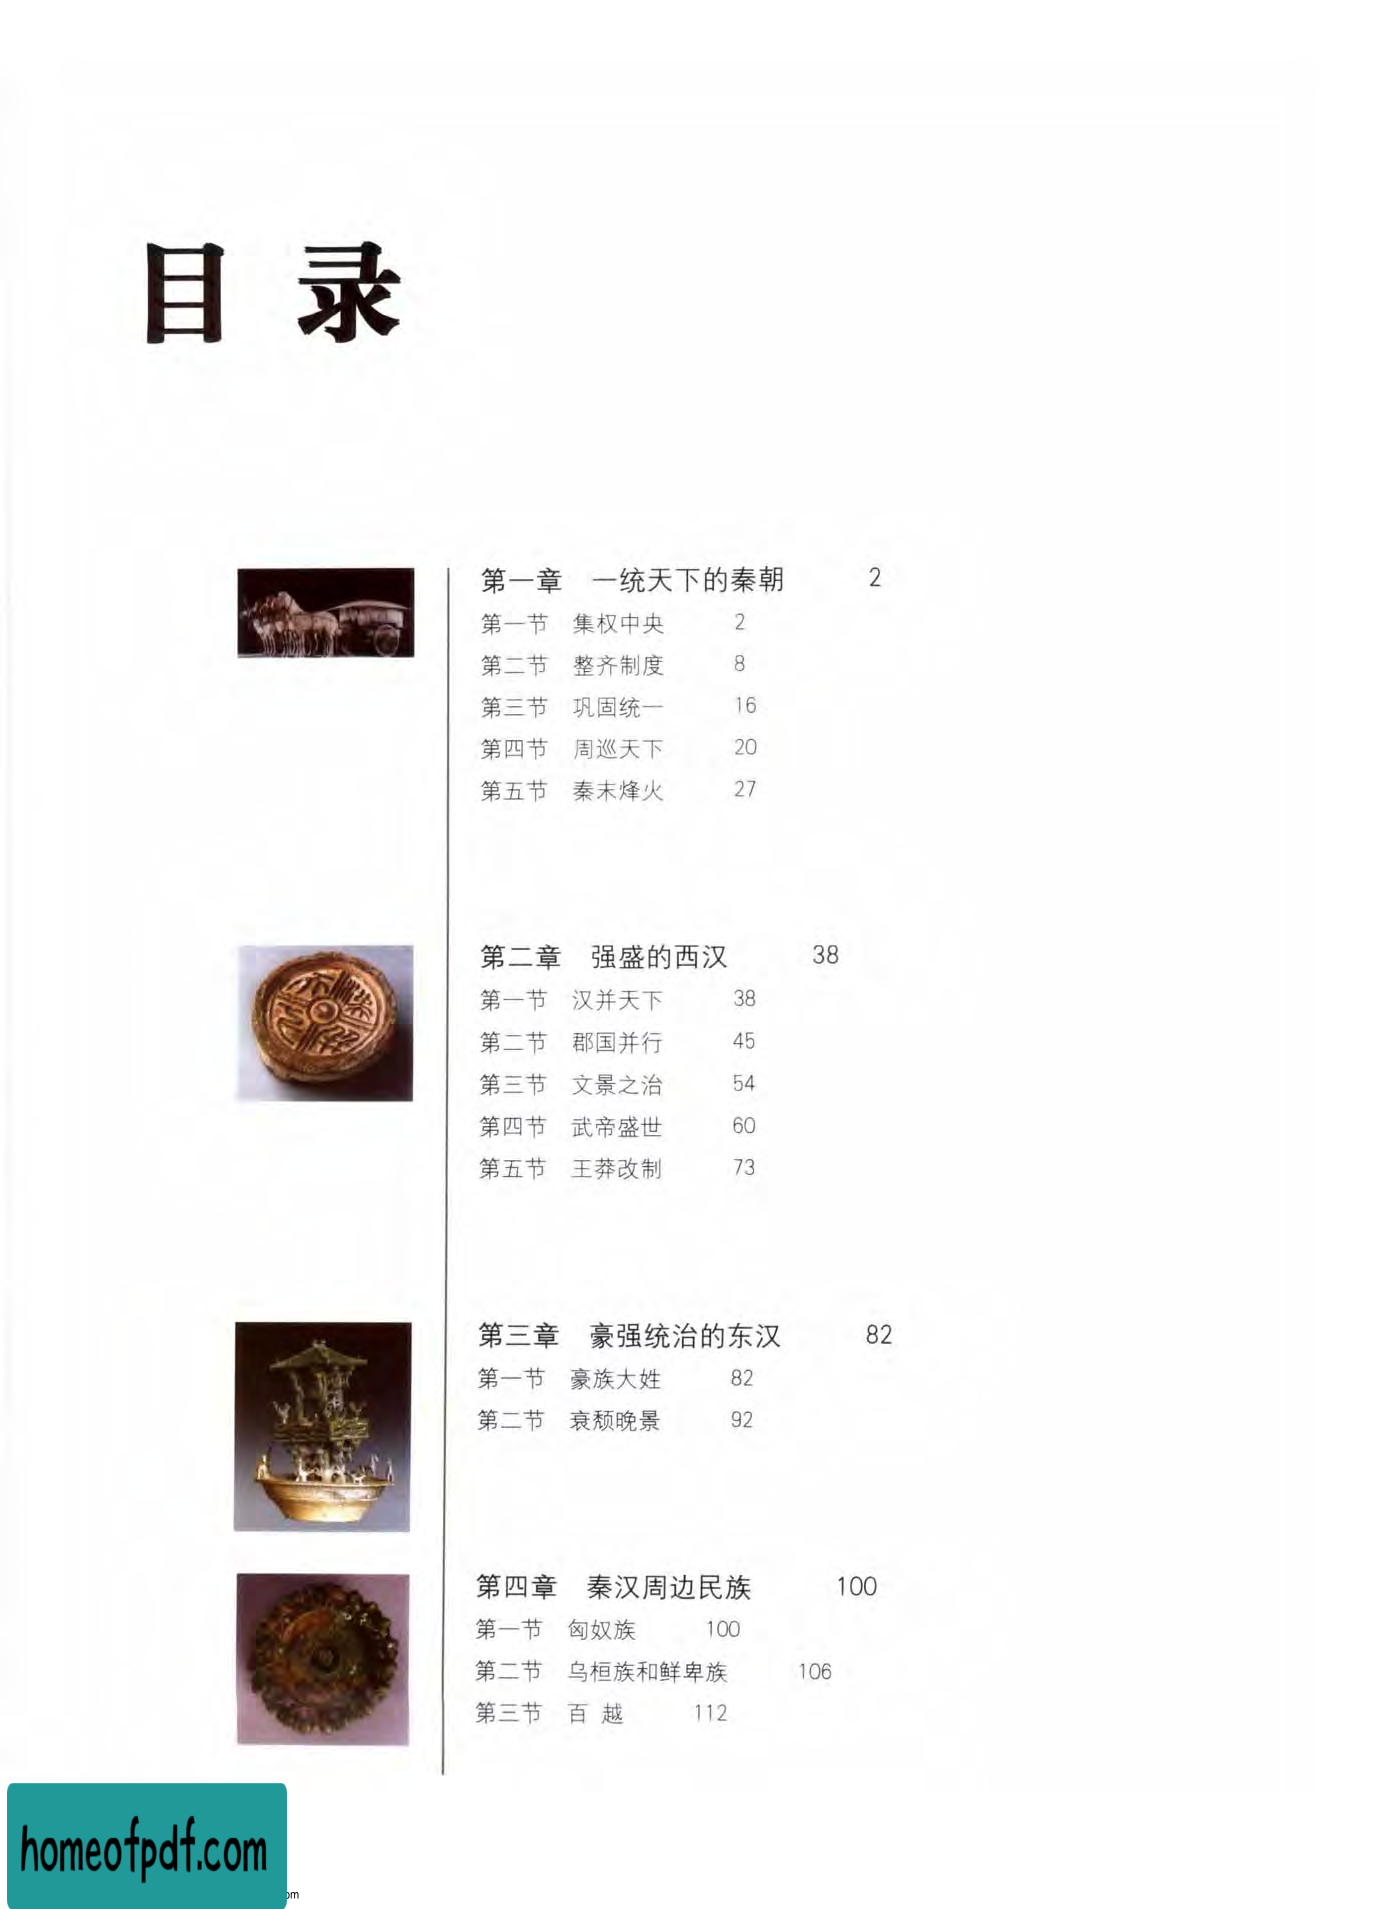 目 录
第一章 一统天下的秦朝 2
第一节 集权中央 2
第二节 整齐制度 8
第三节 巩固统一 16
第四节 周巡天下 20
第五节 秦末烽火 27
第二章 强盛的西汉 38
第一节 汉并天下 38
第二节 郡国并行 45
第三节 文景之治 54
第四节 武帝盛世 60
第五节 王莽改制 73
第三章 豪强统治的东汉 82
第一节 豪族大姓 82
第二节 衰颓晚景 92
第四章 秦汉周边民族 100
第一节 匈奴族 100
第二节 乌桓族和鲜卑族 106
第三节 百 越 112
homeofpdf.com
om